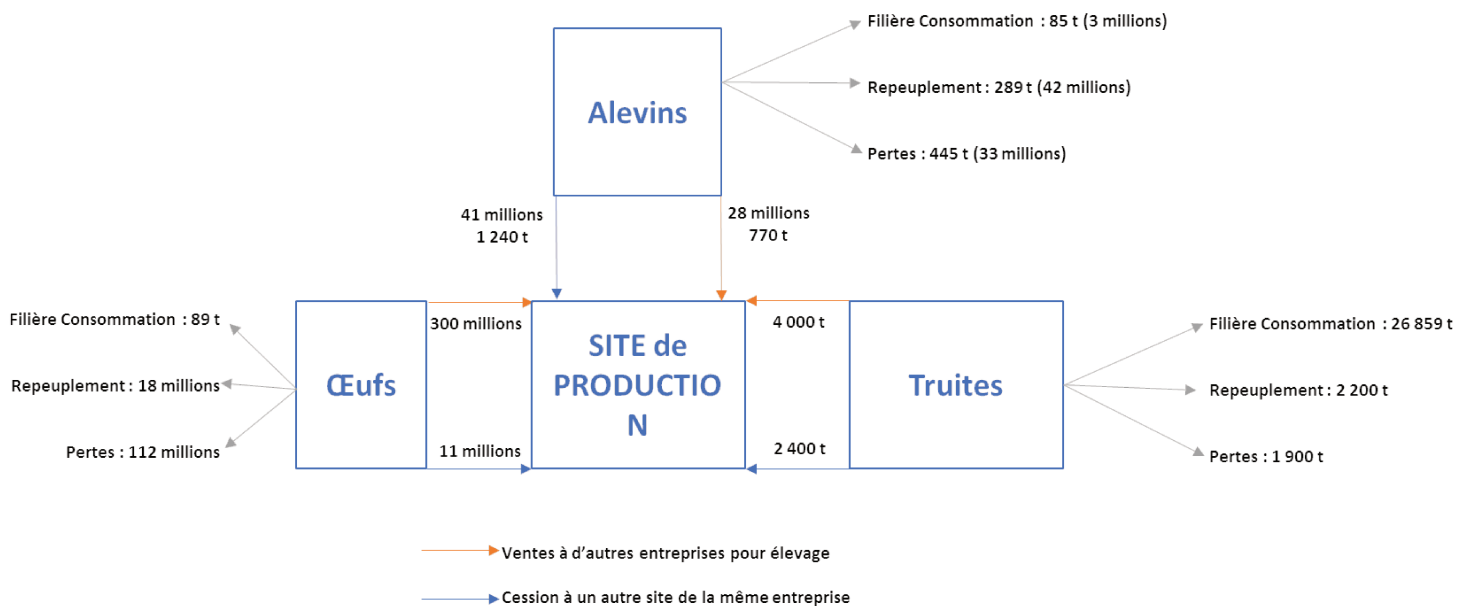 Filière Consommation : 85 t (3 millions)
Alevins
Repeuplement : 289 t (42 millions)
Pertes : 445 t (33 millions)
41 millions
1 240 t
28 millions
770 t
Filière Consommation : 89 t
Repeuplement : 18 millions
Pertes : 112 millions
Œufs
300 millions
11 millions
SITE de
PRODUCTIO
N
4 000 t
2 400 t
Truites
Filière Consommation : 26 859 t
Repeuplement : 2 200 t
Pertes : 1 900 t
Ventes à d’autres entreprises pour élevage
Cession à un autre site de la même entreprise